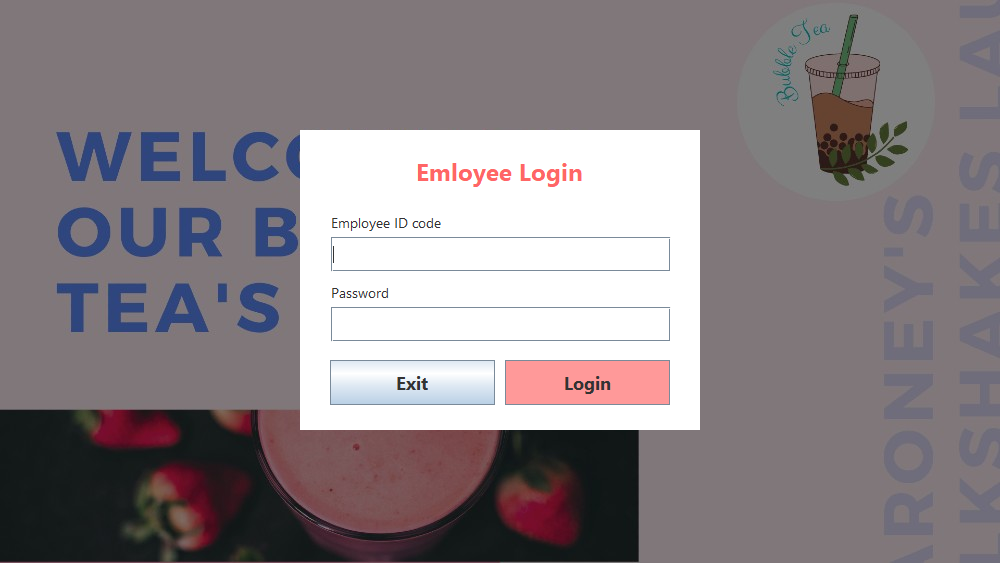 WELCO
OUR B
TEA'S
Bubble Tea
Emloyee Login
Employee ID code
Password
Exit
Login
ARONEY'S
LKSHAKES LAU